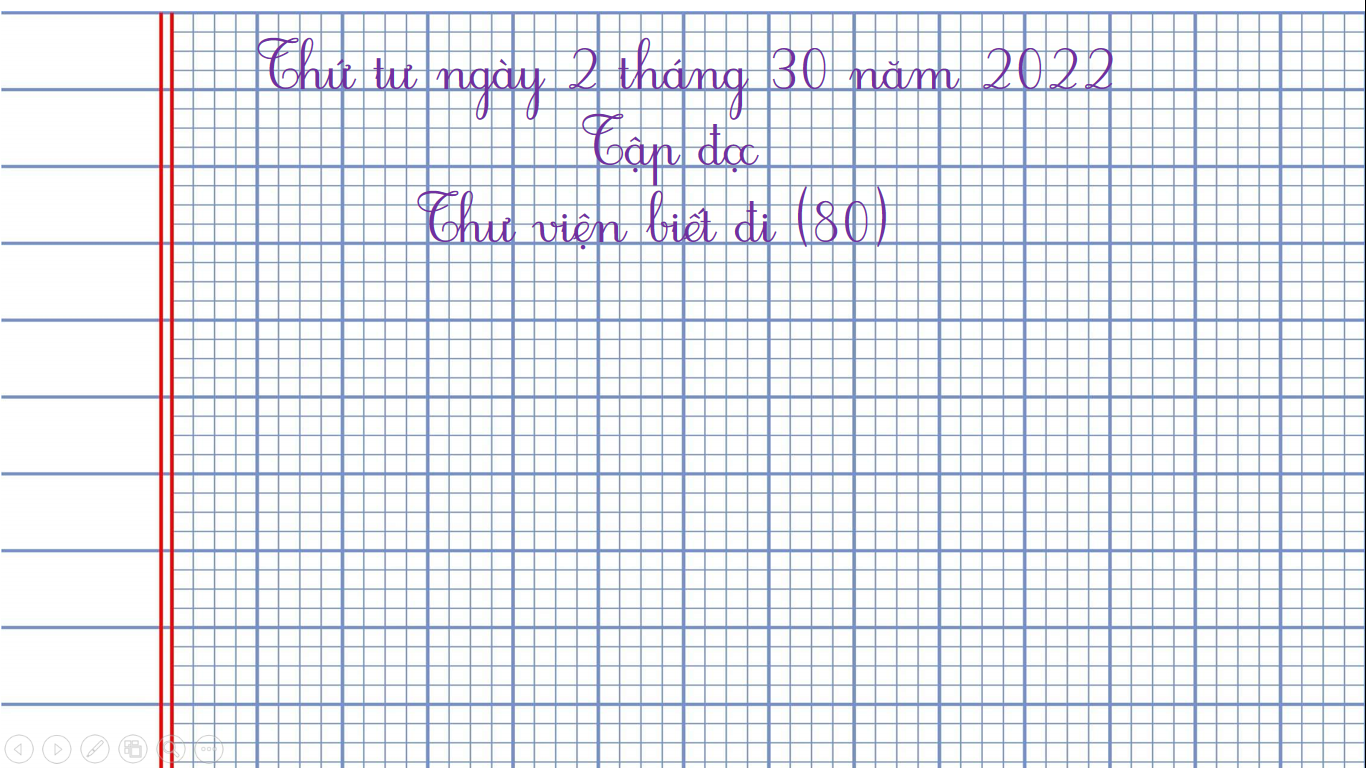 Thứ tư ngày 2 tháng 30 năm 2022
Tập đọc
Thư viện biết đi (80)